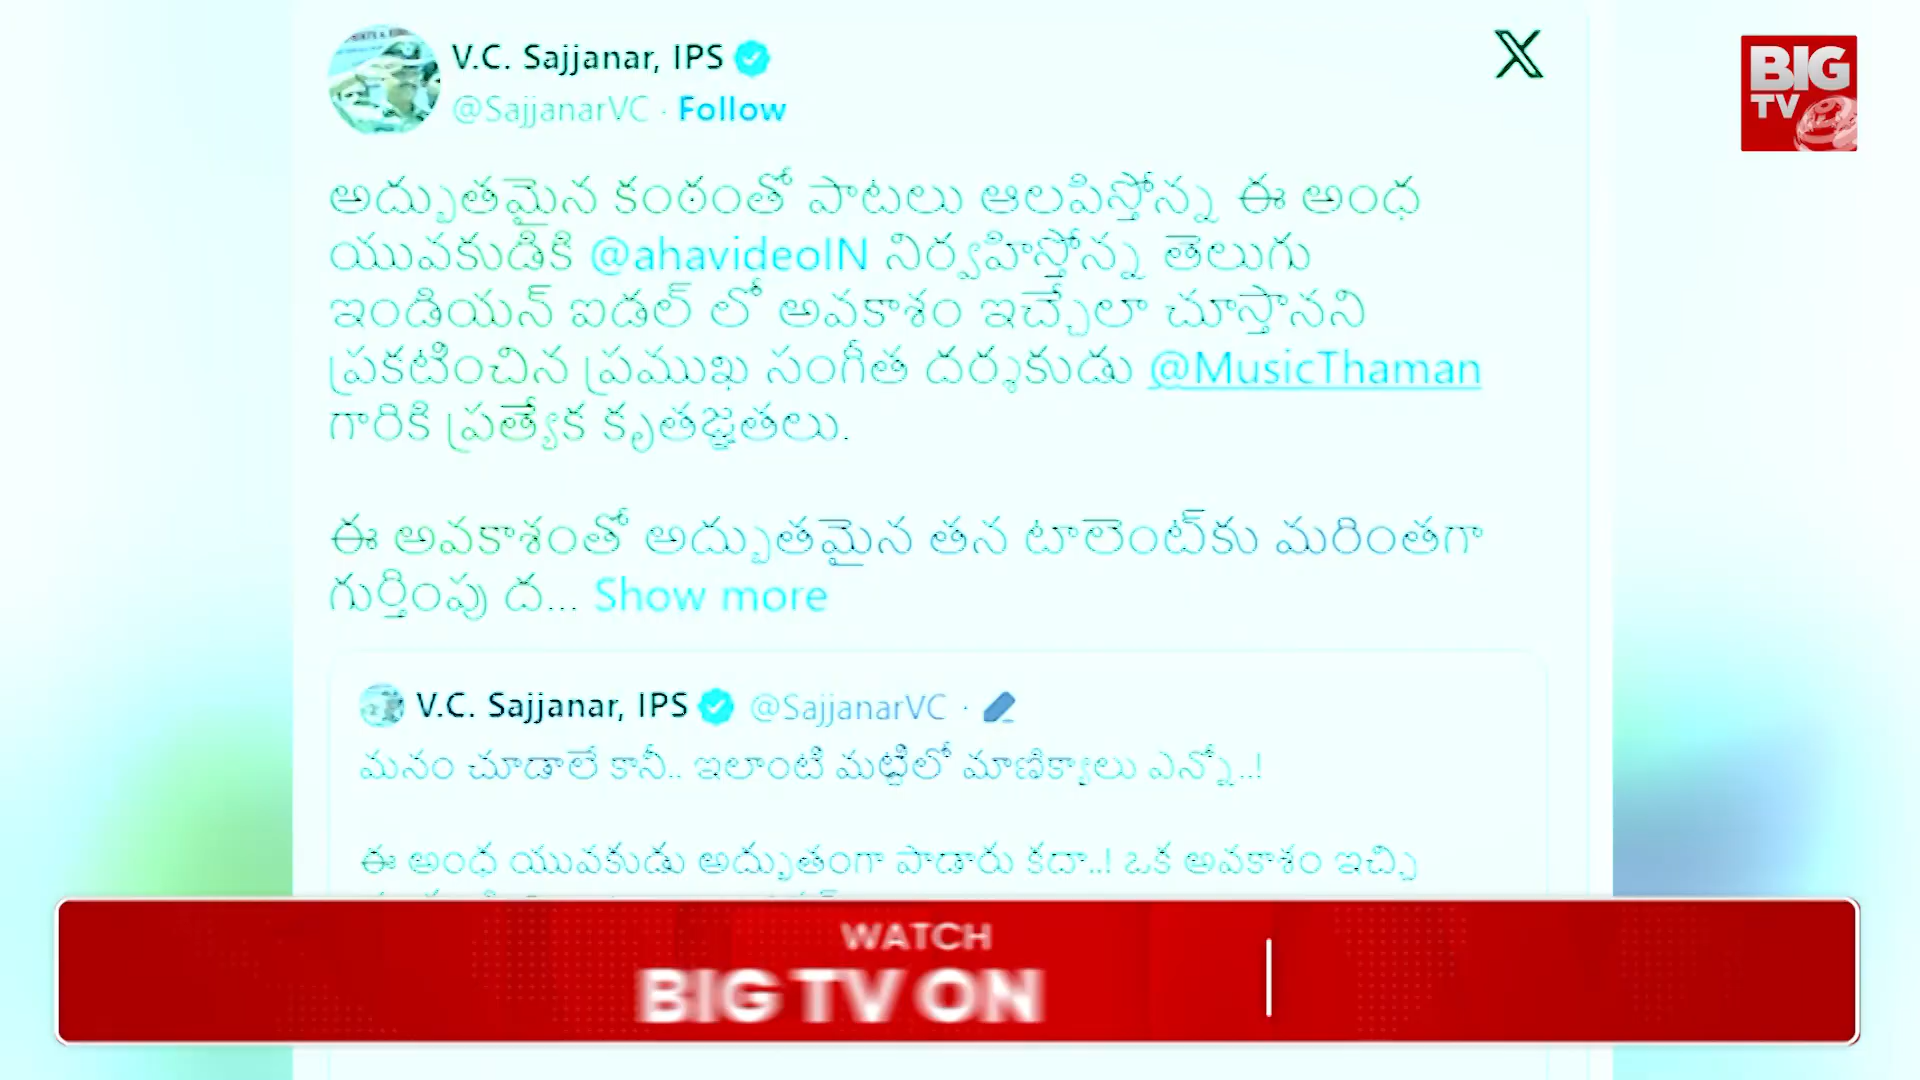 V.C. Sajjanar, IPS
@SajjanarVC · Follow
X
BIG
TV
అద్భుతమైన కంఠంతో పాటలు ఆలపిస్తోన్న ఈ అంధ
యువకుడికి @ahavideoIN నిర్వహిస్తోన్న తెలుగు
ఇండియన్ ఐడల్ లో అవకాశం ఇచ్చేలా చూస్తానని
ప్రకటించిన ప్రముఖ సంగీత దర్శకుడు @MusicThaman
గారికి ప్రత్యేక కృతజ్ఞతలు.
ఈ అవకాశంతో అద్భుతమైన తన టాలెంట్‌కు మరింతగా
గుర్తింపు ద... Show more
V.C. Sajjanar, IPS @SajjanarVC ·
మనం చూడాలే కానీ.. ఇలాంటి మట్టిలో మాణిక్యాలు ఎన్నో..!
ఈ అంధ యువకుడు అద్భుతంగా పాడారు కదా..! ఒక అవకాశం ఇచ్చి
WATCH
BIG TV ON